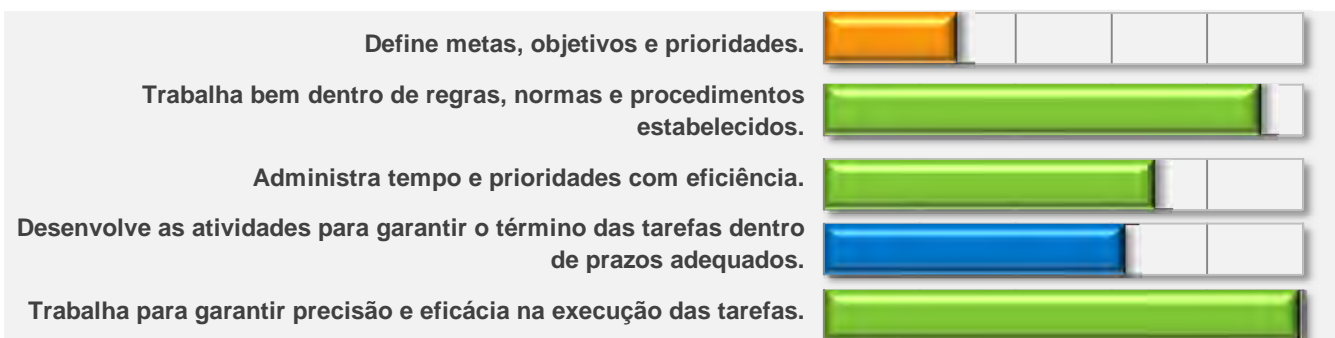 Define metas, objetivos e prioridades.
Trabalha bem dentro de regras, normas e procedimentos
estabelecidos.
Administra tempo e prioridades com eficiência.
Desenvolve as atividades para garantir o término das tarefas dentro
de prazos adequados.
Trabalha para garantir precisão e eficácia na execução das tarefas.